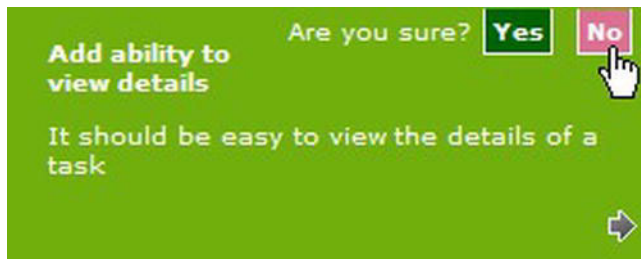 Are you sure? Yes No
Add ability to
view details
It should be easy to view the details of a
task